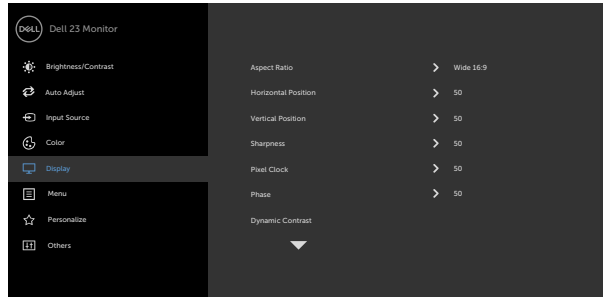 DELL Dell 23 Monitor
Brightness/Contrast
Auto Adjust
Input Source
Color
Display
Menu
Personalize
Others
Aspect Ratio Wide 16:9
Horizontal Position 50
Vertical Position 50
Sharpness 50
Pixel Clock 50
Phase 50
Dynamic Contrast